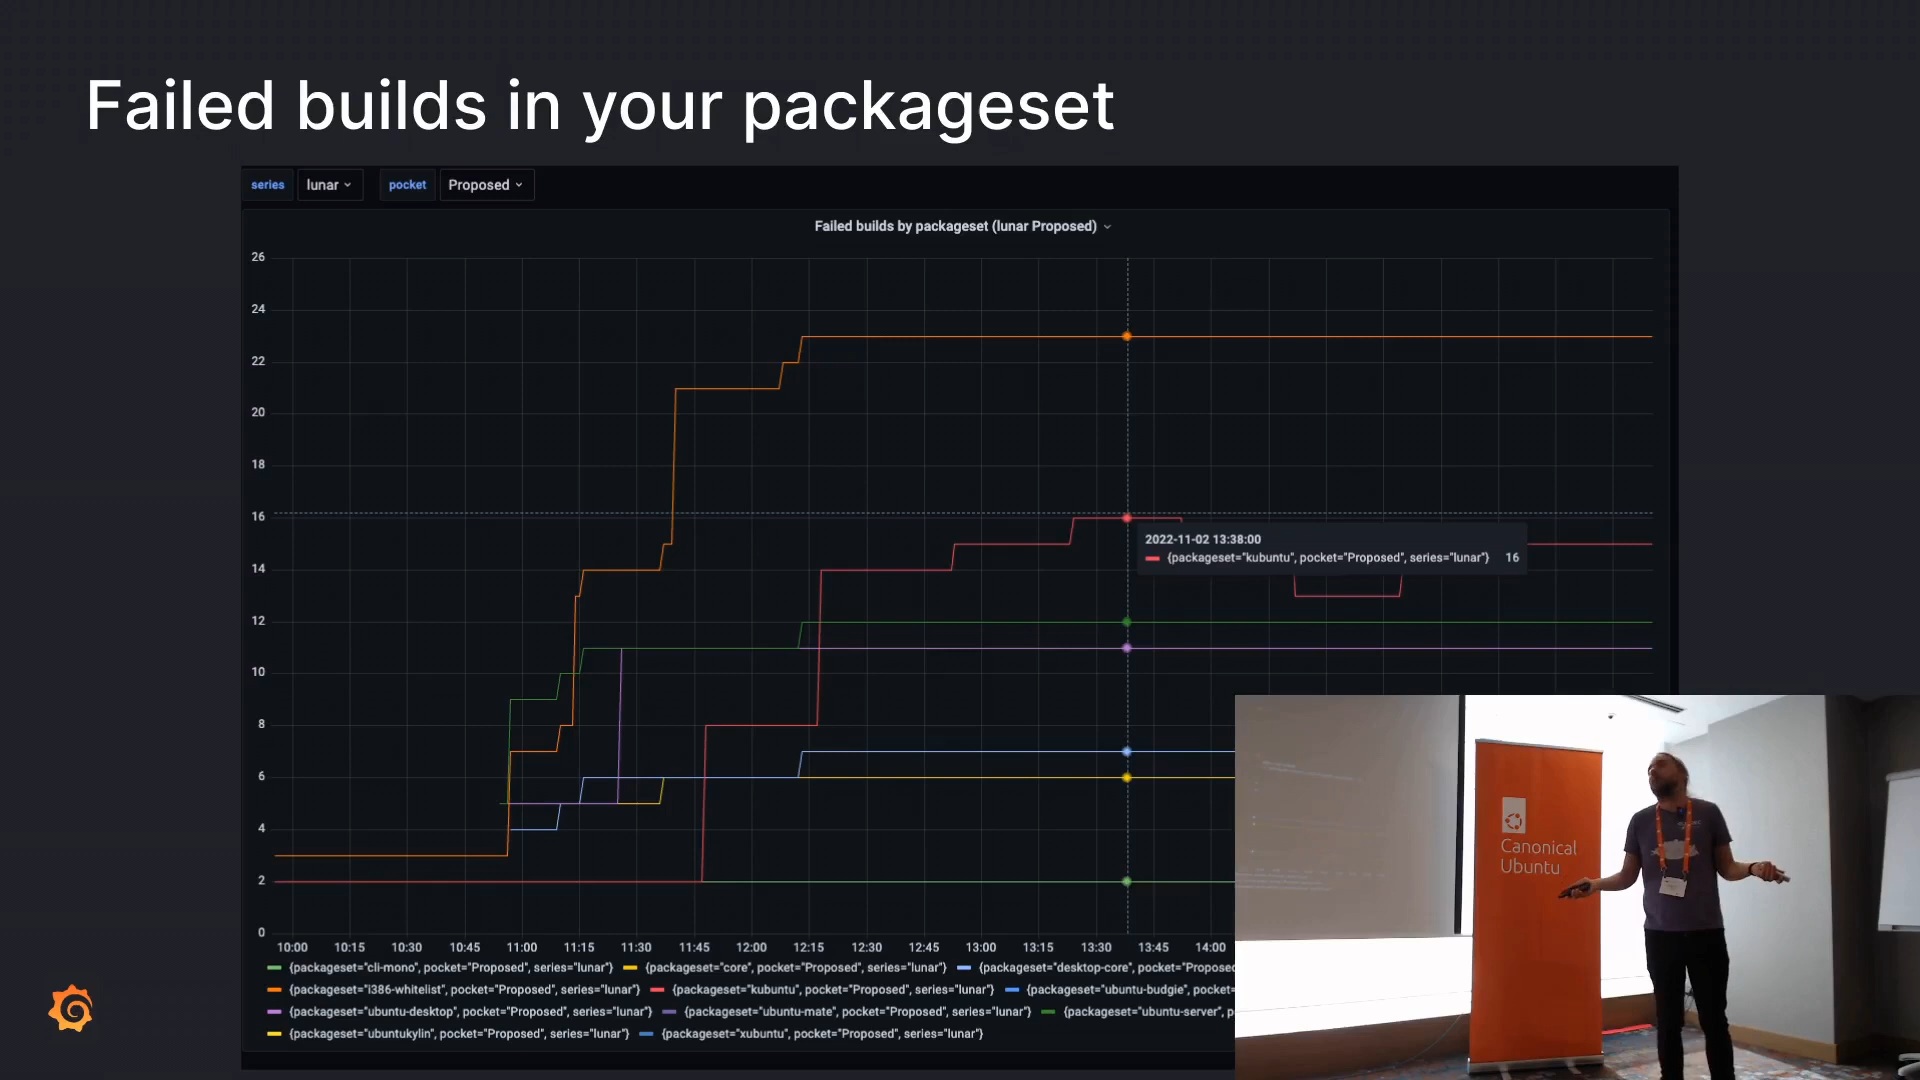 Failed builds in your packageset
series lunar pocket Proposed
Failed builds by packageset (lunar Proposed)
26
24
22
20
18
16
14
12
10
8
6
4
2
0
2022-11-02 13:38:00
{packageset="kubuntu", pocket="Proposed", series="lunar"} 16
10:00 10:15 10:30 10:45 11:00 11:15 11:30 11:45 12:00 12:15 12:30 12:45 13:00 13:15 13:30 13:45 14:00
{packageset="cli-mono", pocket="Proposed", series="lunar"} {packageset="core", pocket="Proposed", series="lunar"} {packageset="desktop-core", pocket="Proposed
{packageset="i386-whitelist", pocket="Proposed", series="lunar"} {packageset="kubuntu", pocket="Proposed", series="lunar"} {packageset="ubuntu-budgie", pocket=
{packageset="ubuntu-desktop", pocket="Proposed", series="lunar"} {packageset="ubuntu-mate", pocket="Proposed", series="lunar"} {packageset="ubuntu-server", p
{packageset="ubuntukylin", pocket="Proposed", series="lunar"} {packageset="xubuntu", pocket="Proposed", series="lunar"}
Canonical
Ubuntu